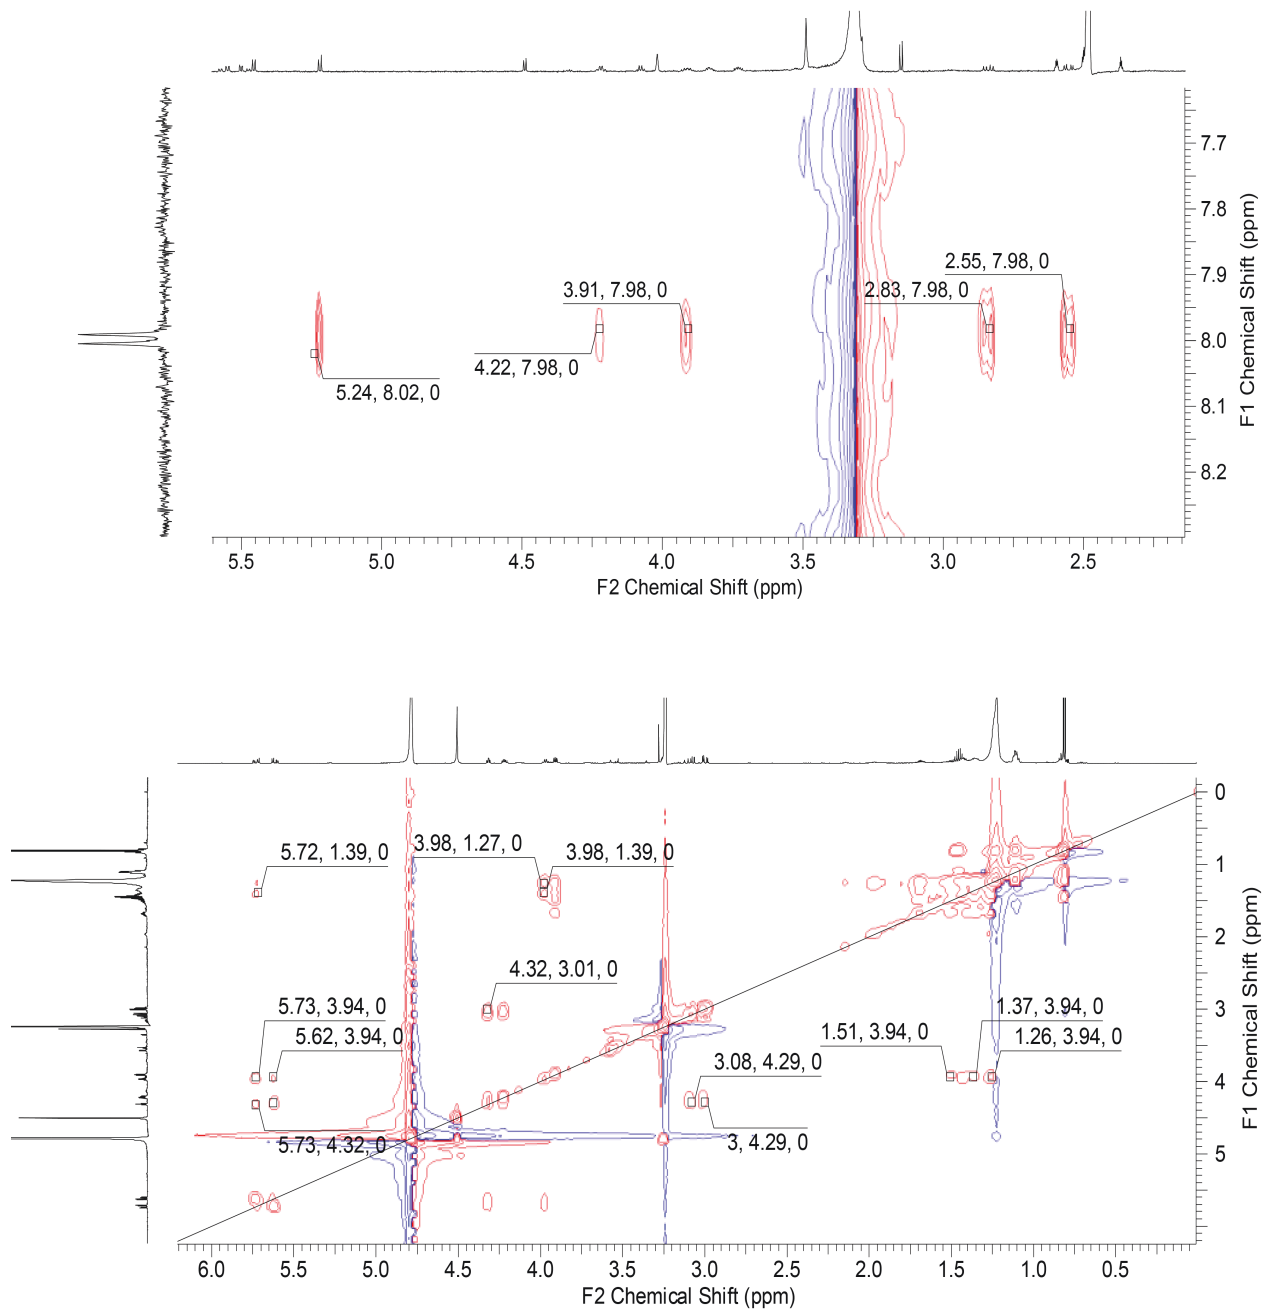 7.7
7.8
7.9
8.0
8.1
8.2
F1 Chemical Shift (ppm)
2.55, 7.98, 0
3.91, 7.98, 0
2.83, 7.98, 0
4.22, 7.98, 0
5.24, 8.02, 0
5.5 5.0 4.5 4.0 3.5 3.0 2.5
F2 Chemical Shift (ppm)
0
1
2
3
4
5
F1 Chemical Shift (ppm)
5.72, 1.39, 0
3.98, 1.27, 0
3.98, 1.39, 0
4.32, 3.01, 0
5.73, 3.94, 0
1.37, 3.94, 0
5.62, 3.94, 0
1.51, 3.94, 0
1.26, 3.94, 0
3.08, 4.29, 0
5.73, 4.32, 0
3, 4.29, 0
6.0 5.5 5.0 4.5 4.0 3.5 3.0 2.5 2.0 1.5 1.0 0.5
F2 Chemical Shift (ppm)